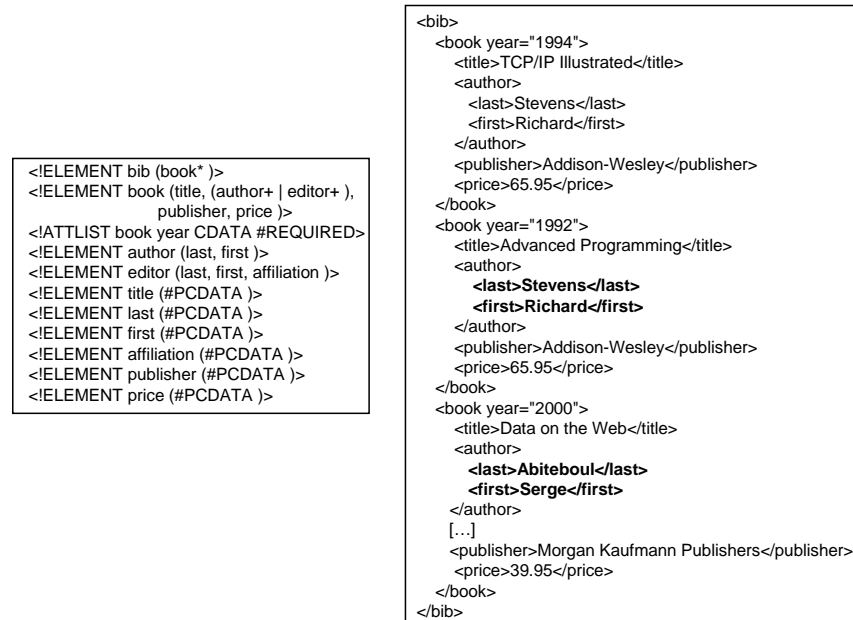 <!ELEMENT bib (book* )>
<!ELEMENT book (title, (author+ | editor+ ),
publisher, price )>
<!ATTLIST book year CDATA #REQUIRED>
<!ELEMENT author (last, first )>
<!ELEMENT editor (last, first, affiliation )>
<!ELEMENT title (#PCDATA )>
<!ELEMENT last (#PCDATA )>
<!ELEMENT first (#PCDATA )>
<!ELEMENT affiliation (#PCDATA )>
<!ELEMENT publisher (#PCDATA )>
<!ELEMENT price (#PCDATA )>
<bib>
<book year="1994">
<title>TCP/IP Illustrated</title>
<author>
<last>Stevens</last>
<first>Richard</first>
</author>
<publisher>Addison-Wesley</publisher>
<price>65.95</price>
</book>
<book year="1992">
<title>Advanced Programming</title>
<author>
<last>Stevens</last>
<first>Richard</first>
</author>
<publisher>Addison-Wesley</publisher>
<price>65.95</price>
</book>
<book year="2000">
<title>Data on the Web</title>
<author>
<last>Abiteboul</last>
<first>Serge</first>
</author>
[…]
<publisher>Morgan Kaufmann Publishers</publisher>
<price>39.95</price>
</book>
</bib>